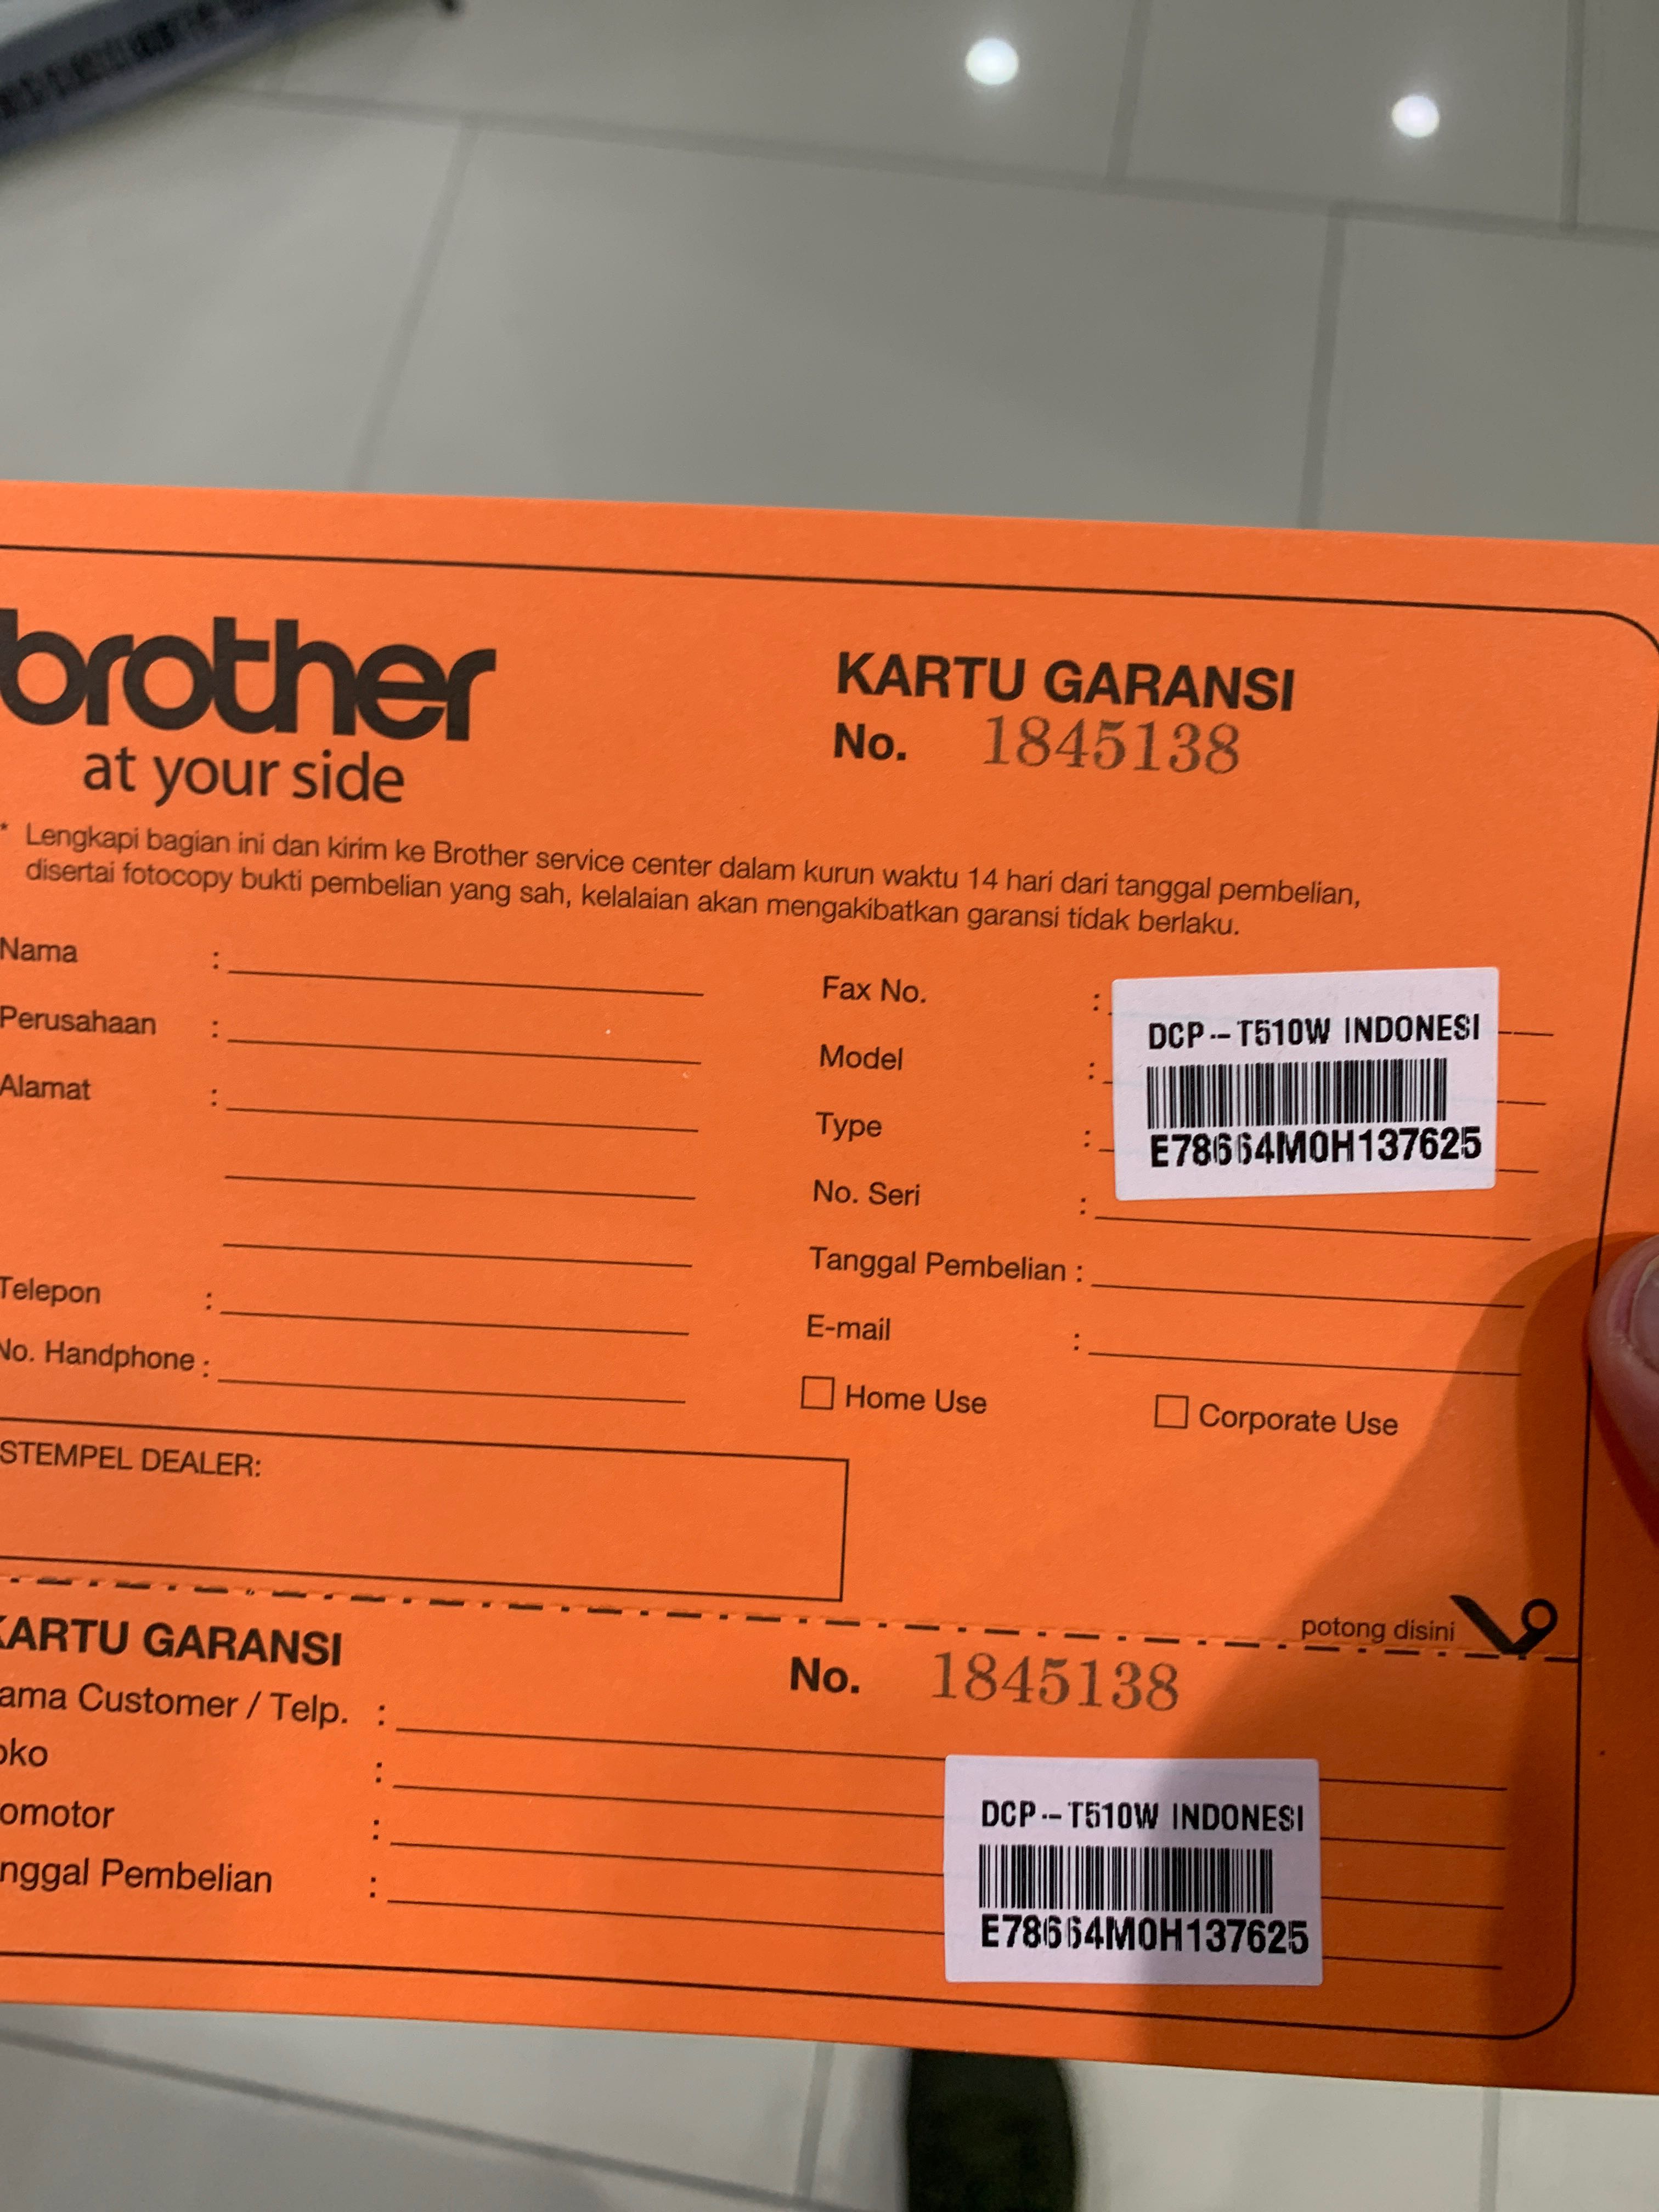 brother
at your side
KARTU GARANSI
No. 1845138
* Lengkapi bagian ini dan kirim ke Brother service center dalam kurun waktu 14 hari dari tanggal pembelian,
disertai fotocopy bukti pembelian yang sah, kelalaian akan mengakibatkan garansi tidak berlaku.
Nama :
Perusahaan :
Alamat :
Telepon :
No. Handphone :
Fax No. :
Model :
Type :
No. Seri :
Tanggal Pembelian :
E-mail :
Home Use
Corporate Use
DCP--T510W INDONESI
E78664M0H137625
STEMPEL DEALER:
potong disini
KARTU GARANSI
No. 1845138
ama Customer / Telp. :
oko :
omotor :
nggal Pembelian :
DCP--T510W INDONESI
E78664M0H137625